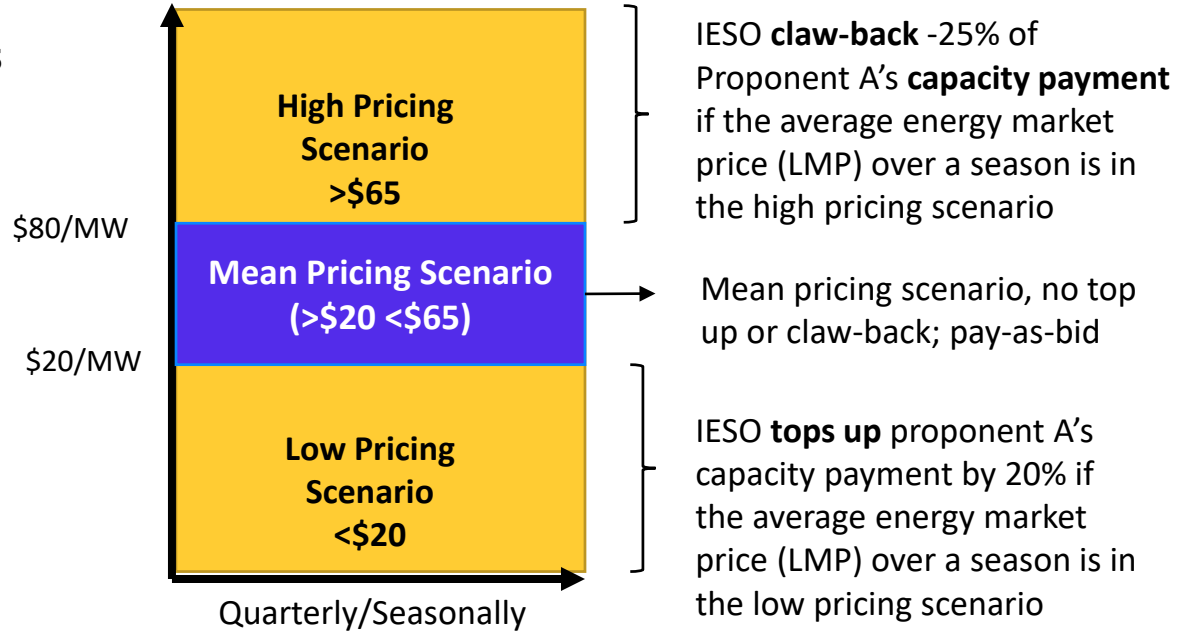 High Pricing
Scenario
>$65
$80/MW
Mean Pricing Scenario
(>$20 <$65)
$20/MW
Low Pricing
Scenario
<$20
Quarterly/Seasonally
IESO claw-back -25% of
Proponent A’s capacity payment
if the average energy market
price (LMP) over a season is in
the high pricing scenario
Mean pricing scenario, no top
up or claw-back; pay-as-bid
IESO tops up proponent A’s
capacity payment by 20% if
the average energy market
price (LMP) over a season is in
the low pricing scenario